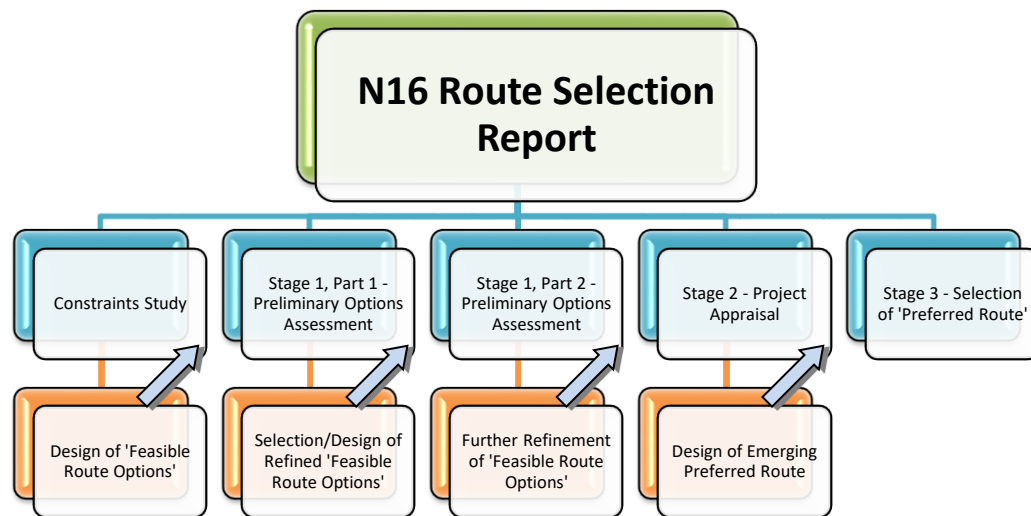 N16 Route Selection
Report
Constraints Study
Stage 1, Part 1 -
Preliminary Options
Assessment
Stage 1, Part 2 -
Preliminary Options
Assessment
Stage 2 - Project
Appraisal
Stage 3 - Selection
of 'Preferred Route'
Design of 'Feasible
Route Options'
Selection/Design of
Refined 'Feasible
Route Options'
Further Refinement
of 'Feasible Route
Options'
Design of Emerging
Preferred Route